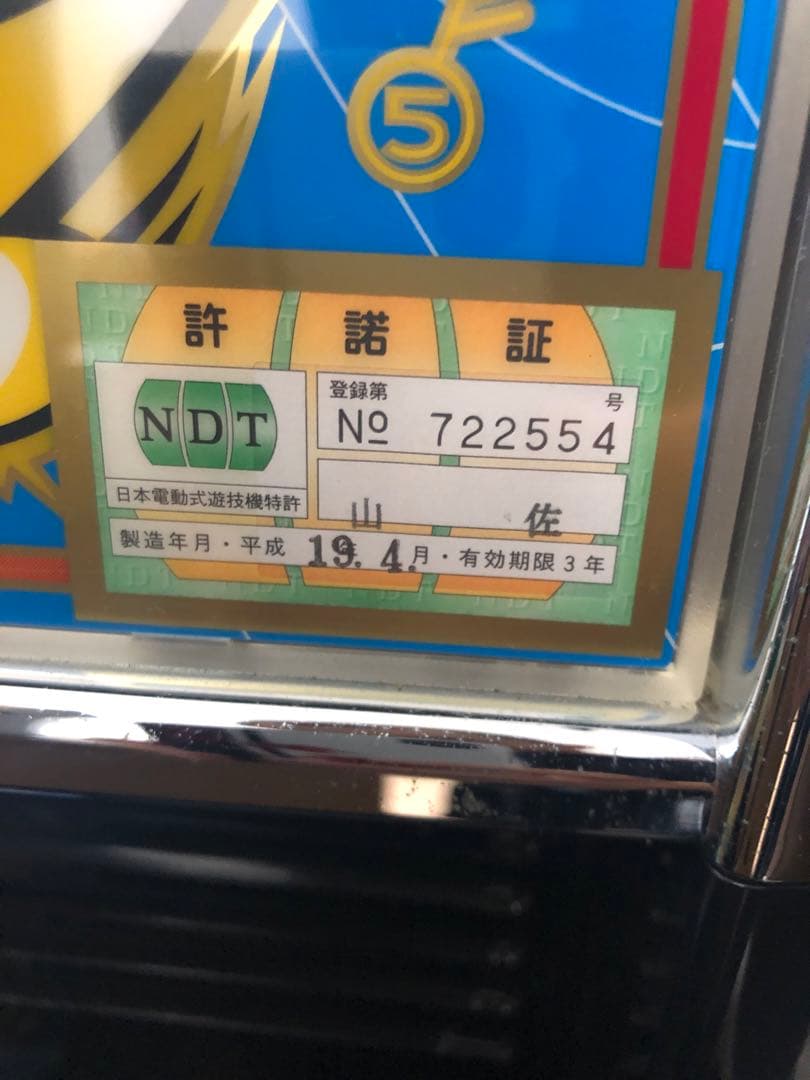 5
許諾証
NDT
日本電動式遊技機特許
登録第 号
Nº 722554
山佐
製造年月・平成 19.年 4.月・有効期限3年